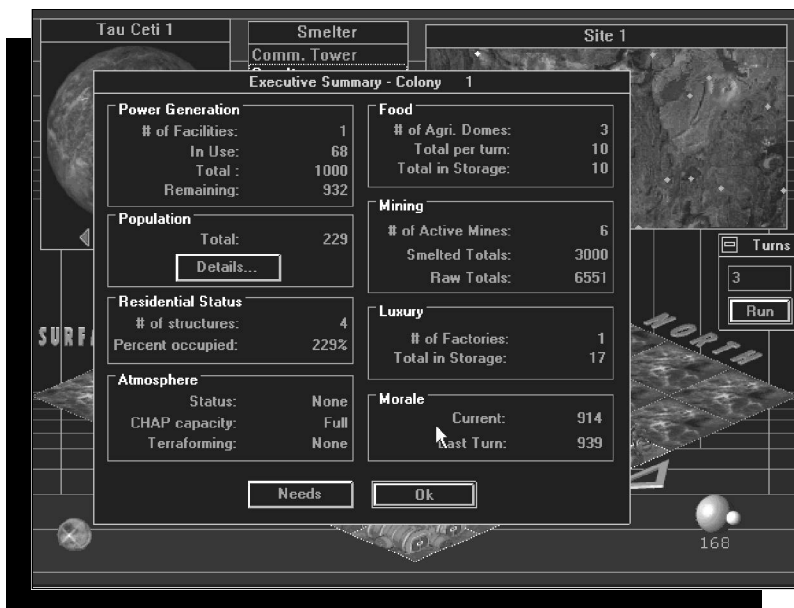 Tau Ceti 1
Smelter
Comm. Tower
Site 1
Executive Summary - Colony 1
Power Generation
# of Facilities: 1
In Use: 68
Total : 1000
Remaining: 932
Population
Total: 229
Details...
Residential Status
# of structures: 4
Percent occupied: 229%
Atmosphere
Status: None
CHAP capacity: Full
Terraforming: None
Food
# of Agri. Domes: 3
Total per turn: 10
Total in Storage: 10
Mining
# of Active Mines: 6
Smelted Totals: 3000
Raw Totals: 6551
Luxury
# of Factories: 1
Total in Storage: 17
Morale
Current: 914
Last Turn: 939
Needs
Ok
Turns
3
Run
SURFA
NORTH
168